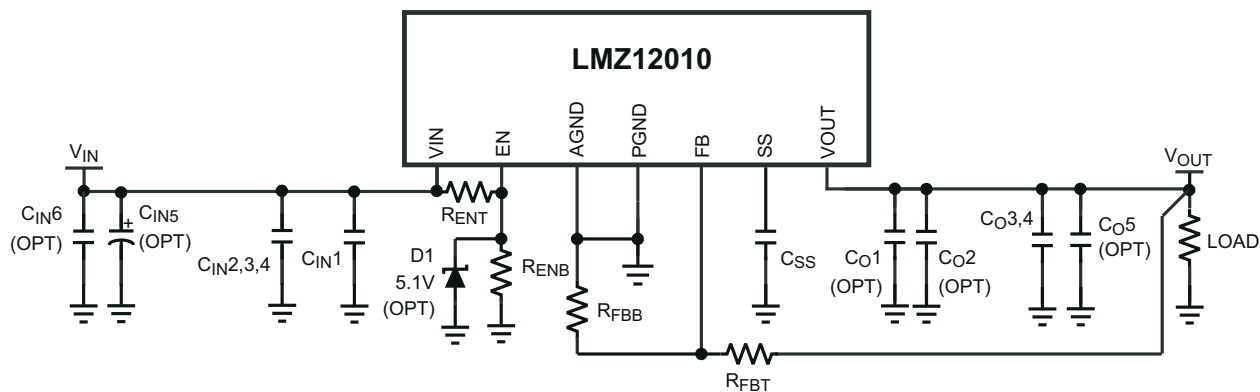 LMZ12010
VIN
EN
AGND
PGND
FB
SS
VOUT
VIN
VOUT
CIN6
(OPT)
CIN5
+
(OPT)
CIN2,3,4
CIN1
RENT
D1
5.1V
(OPT)
RENB
RFBB
CSS
CO1
(OPT)
CO2
(OPT)
CO3,4
CO5
(OPT)
LOAD
RFBT